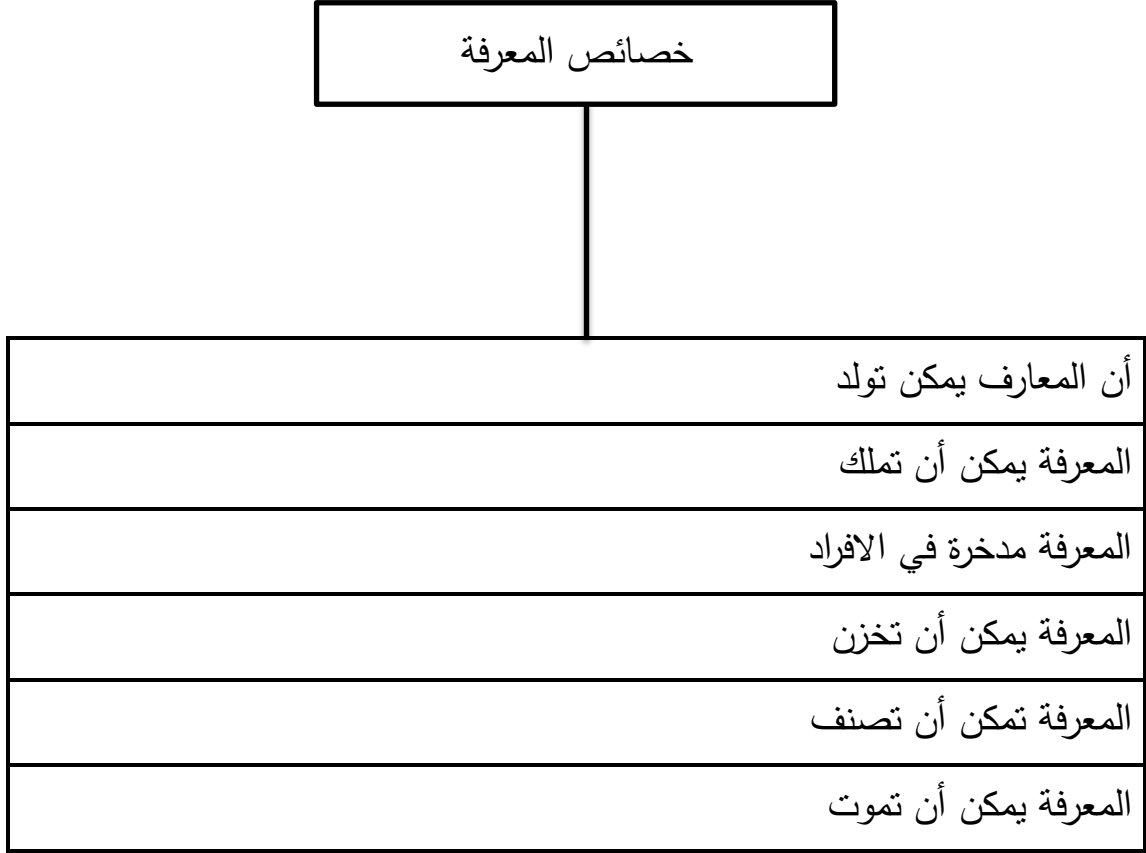 خصائص المعرفة
أن المعارف يمكن تولد
المعرفة يمكن أن تملك
المعرفة مدخرة في الافراد
المعرفة يمكن أن تخزن
المعرفة تمكن أن تصنف
المعرفة يمكن أن تموت